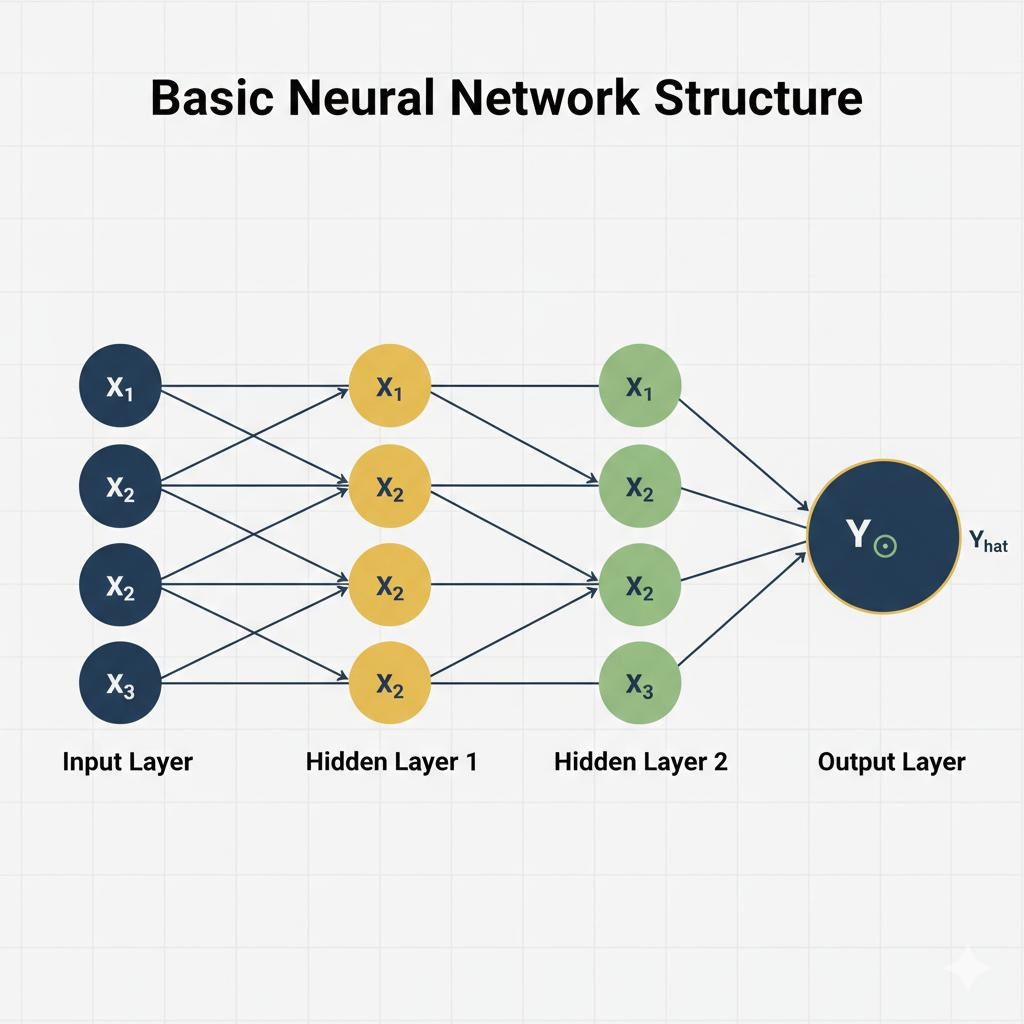 Basic Neural Network Structure
X₁ X₁ X₁
X₂ X₂ X₂
Y⊙ Yhat
X₂ X₂ X₂
X₃ X₂ X₃
Input Layer Hidden Layer 1 Hidden Layer 2 Output Layer